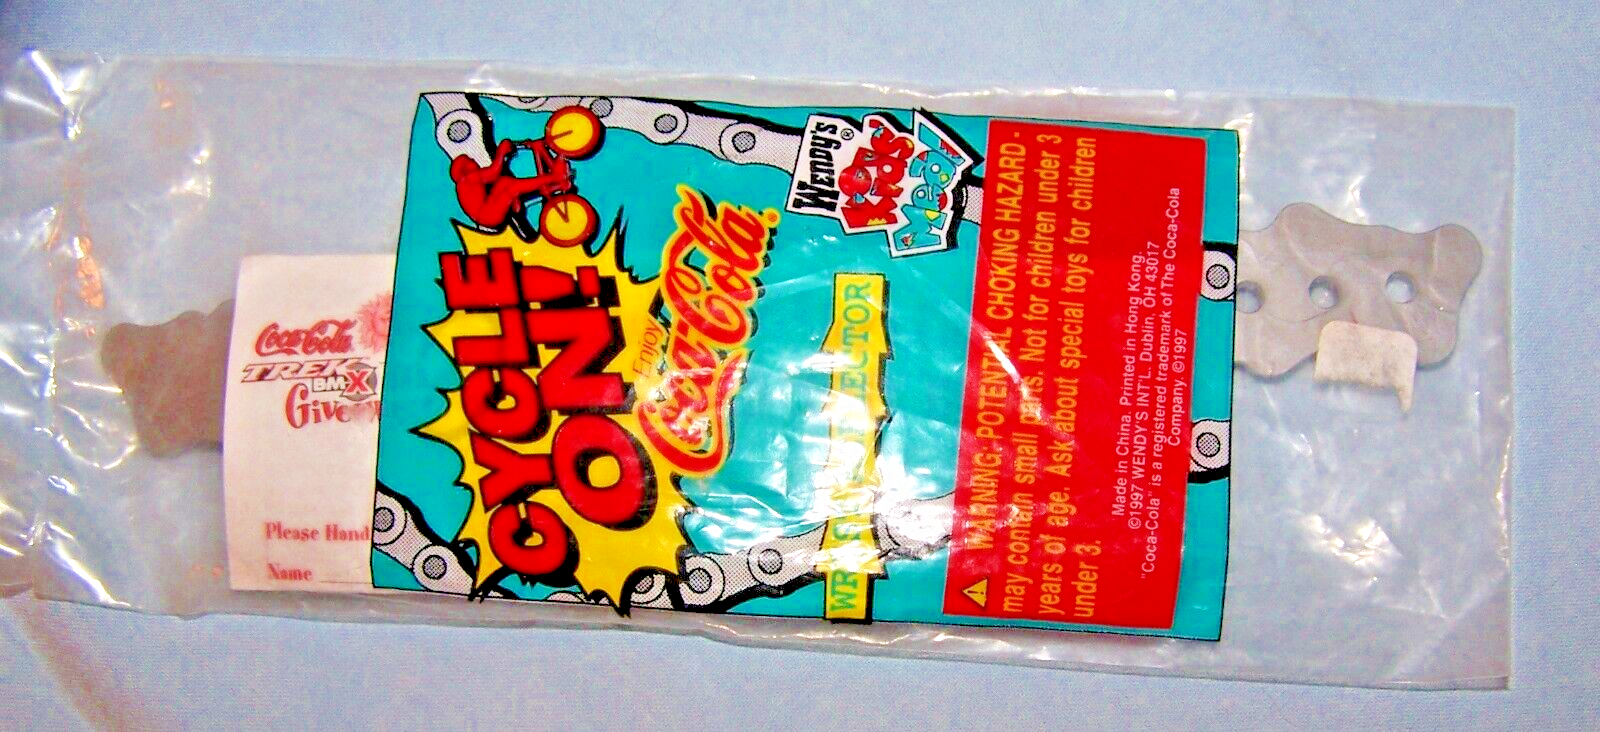 Coca-Cola
TREK
BM-X
Please Hand
Name
CYCLE
ON!
Enjoy
Coca-Cola®
WENDY'S®
Kids'
Meal
WARNING: POTENTIAL CHOKING HAZARD -
may contain small parts. Not for children under 3
years of age. Ask about special toys for children
under 3.
Made in China. Printed in Hong Kong.
©1997 WENDY'S INT'L. Dublin, OH 43017
"Coca-Cola" is a registered trademark of The Coca-Cola
Company. ©1997